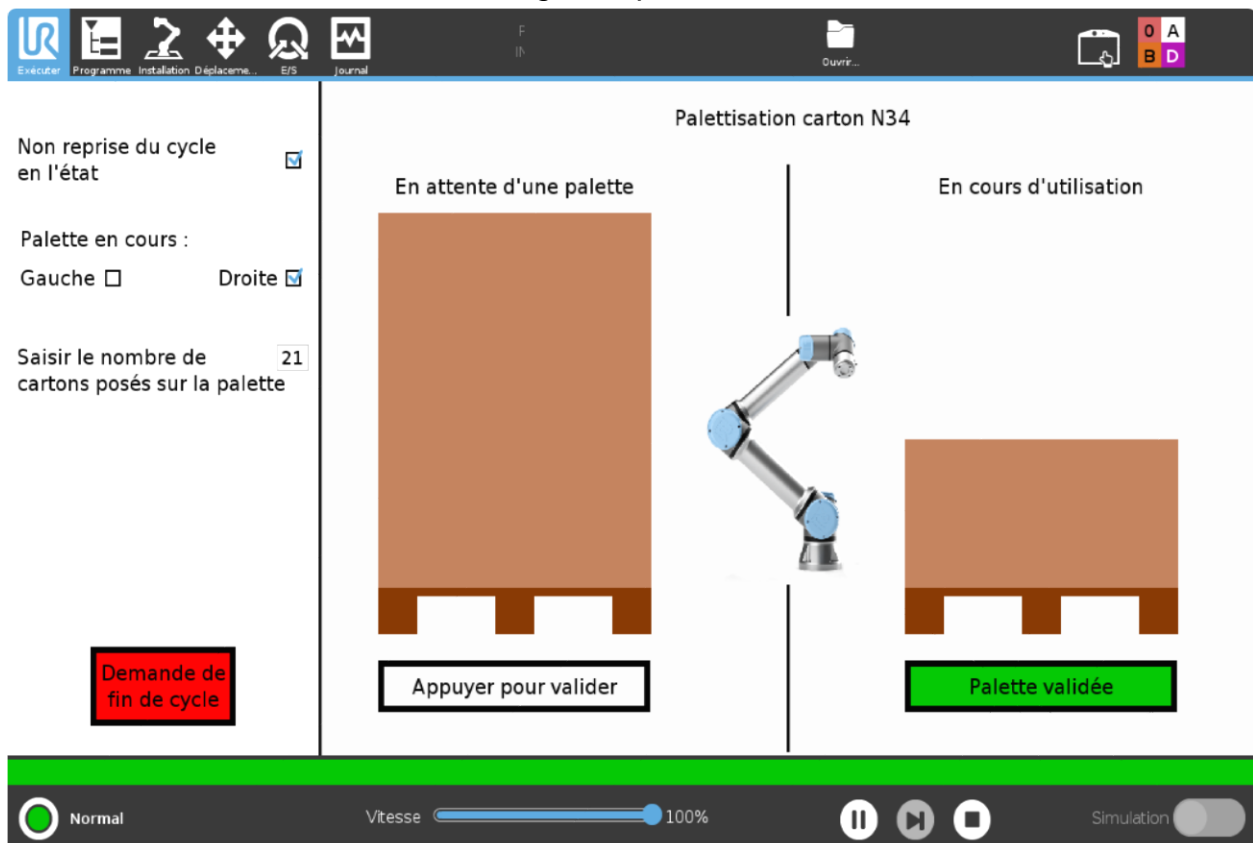 UR
Exécuter
Programme
Installation
Déplaceme...
E/S
Journal
Ouvrir...
0 A
B D
Palettisation carton N34
Non reprise du cycle
en l'état
Palette en cours :
Gauche
Droite
Saisir le nombre de
21
cartons posés sur la palette
Demande de
fin de cycle
En attente d'une palette
Appuyer pour valider
En cours d'utilisation
Palette validée
Normal
Vitesse
100%
Simulation